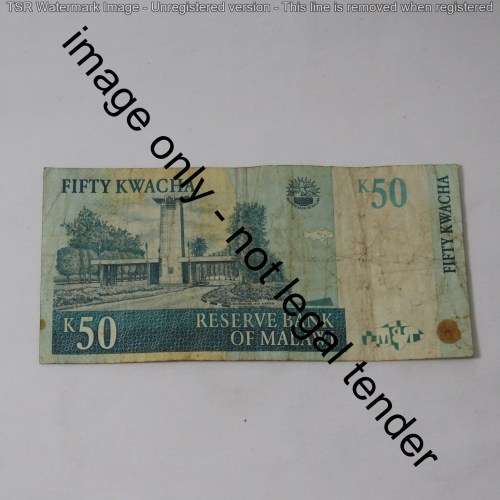 TSR Watermark Image - Unregistered version - This line is removed when registered
image only - not legal tender
FIFTY KWACHA
K50
FIFTY KWACHA
K50
RESERVE BANK
OF MALAWI